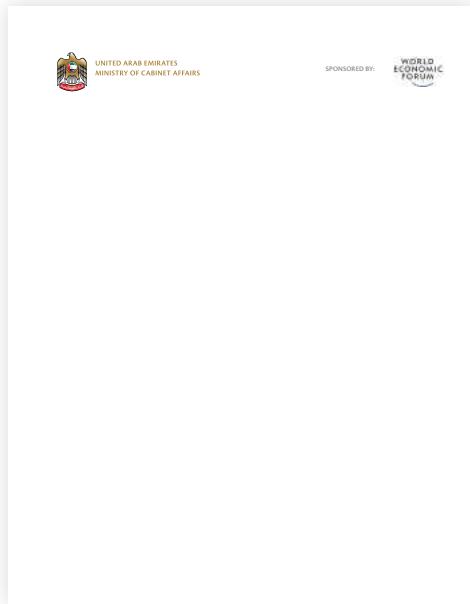 UNITED ARAB EMIRATES
MINISTRY OF CABINET AFFAIRS
SPONSORED BY:
WORLD
ECONOMIC
FORUM